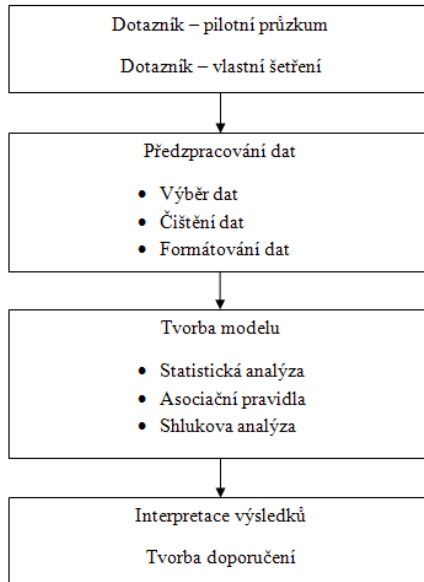 Dotazník – pilotní průzkum
Dotazník – vlastní šetření
Předzpracování dat
• Výběr dat
• Čištění dat
• Formátování dat
Tvorba modelu
• Statistická analýza
• Asociační pravidla
• Shlukova analýza
Interpretace výsledků
Tvorba doporučení